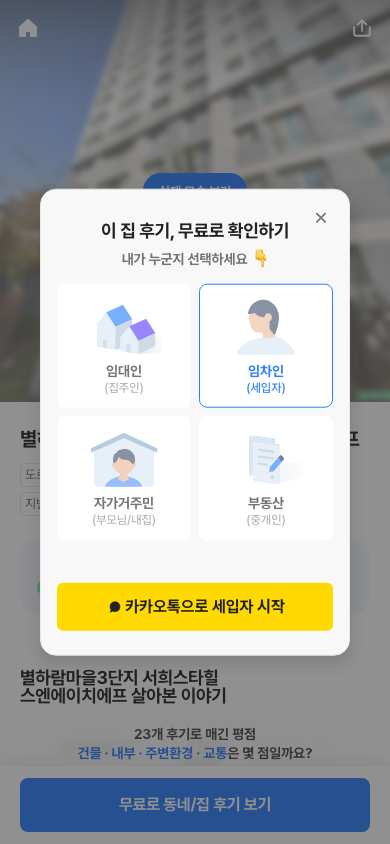 이 집 후기, 무료로 확인하기
내가 누군지 선택하세요 👇
임대인
(집주인)
임차인
(세입자)
자가거주민
(부모님/내집)
부동산
(중개인)
카카오톡으로 세입자 시작
별하람마을3단지 서희스타힐
스엔에이치에프 살아본 이야기
23개 후기로 매긴 평점
건물 · 내부 · 주변환경 · 교통은 몇 점일까요?
무료로 동네/집 후기 보기